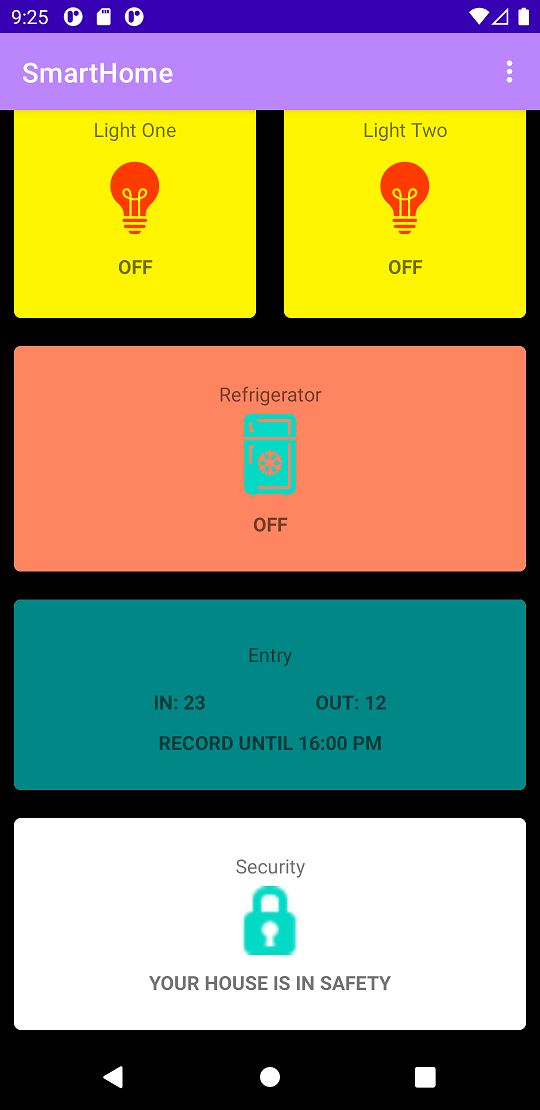 9:25
SmartHome
Light One
Light Two
OFF
OFF
Refrigerator
OFF
Entry
IN: 23
OUT: 12
RECORD UNTIL 16:00 PM
Security
YOUR HOUSE IS IN SAFETY